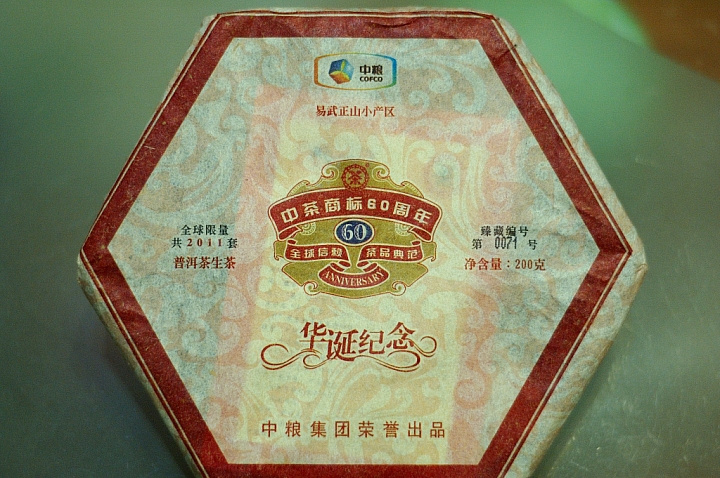 中粮
COFCO
易武正山小产区
中茶商标60周年
60
全球信赖 茶品典范
ANNIVERSARY
全球限量
共2011套
普洱茶生茶
臻藏编号
第 0071 号
净含量：200克
华诞纪念
中粮集团荣誉出品